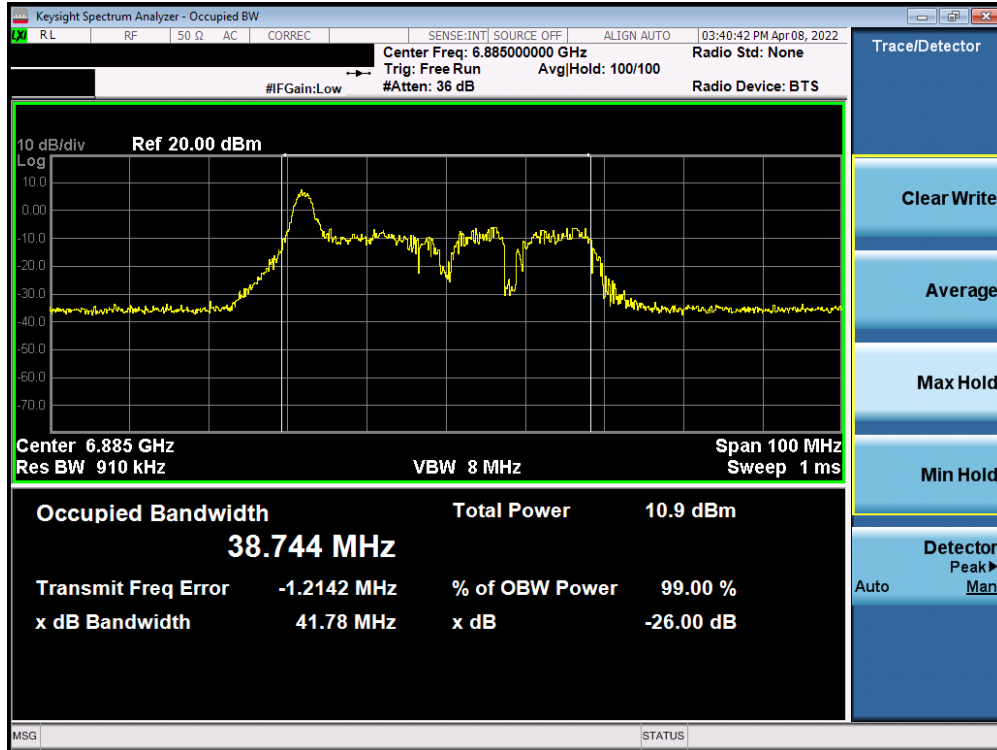 Keysight Spectrum Analyzer - Occupied BW
LXI RL RF 50 Ω AC CORREC SENSE:INT SOURCE OFF ALIGN AUTO 03:40:42 PM Apr 08, 2022
Center Freq: 6.885000000 GHz Radio Std: None
Trig: Free Run Avg|Hold: 100/100
#IFGain:Low #Atten: 36 dB Radio Device: BTS
10 dB/div Ref 20.00 dBm
Log
10.0
0.00
-10.0
-20.0
-30.0
-40.0
-50.0
-60.0
-70.0
Center 6.885 GHz Span 100 MHz
Res BW 910 kHz VBW 8 MHz Sweep 1 ms
Occupied Bandwidth Total Power 10.9 dBm
38.744 MHz
Transmit Freq Error -1.2142 MHz % of OBW Power 99.00 %
x dB Bandwidth 41.78 MHz x dB -26.00 dB
MSG STATUS
Trace/Detector
Clear Write
Average
Max Hold
Min Hold
Detector
Peak▶
Auto Man